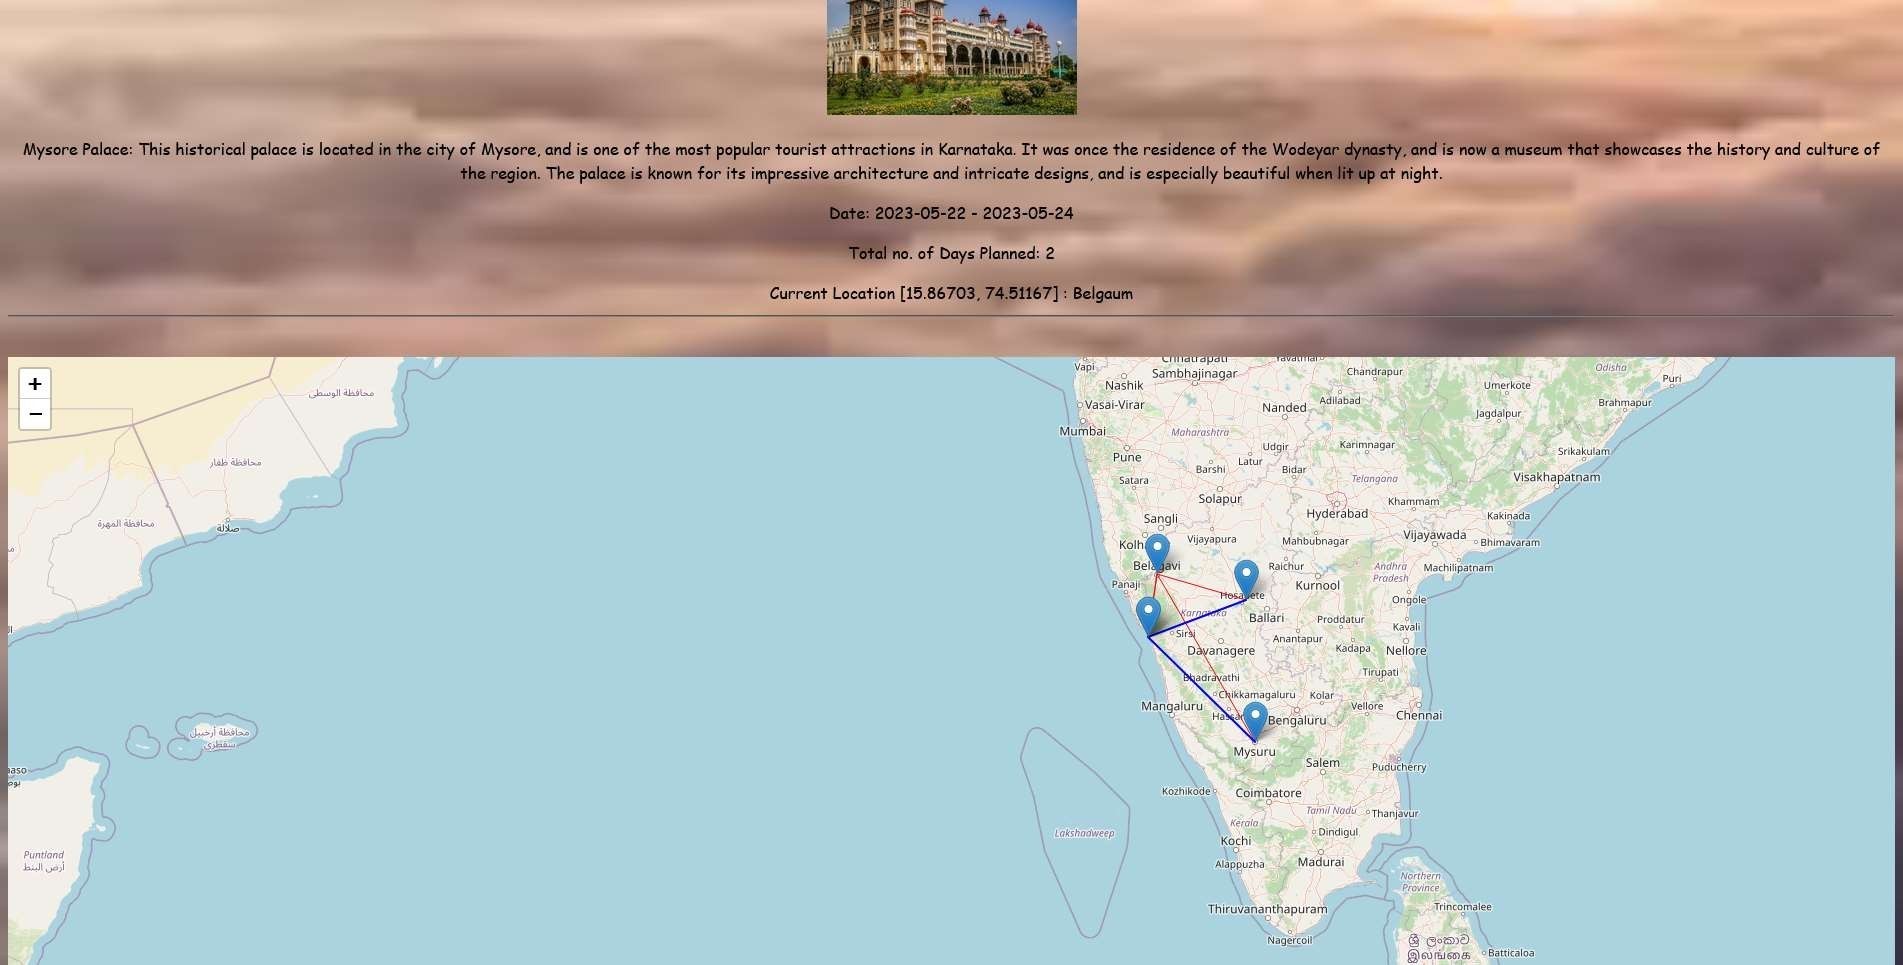 Mysore Palace: This historical palace is located in the city of Mysore, and is one of the most popular tourist attractions in Karnataka. It was once the residence of the Wodeyar dynasty, and is now a museum that showcases the history and culture of
the region. The palace is known for its impressive architecture and intricate designs, and is especially beautiful when lit up at night.
Date: 2023-05-22 - 2023-05-24
Total no. of Days Planned: 2
Current Location [15.86703, 74.51167] : Belgaum
+
−
محافظة الوسطى
محافظة ظفار
محافظة المهرة
صلالة
محافظة أرخبيل
سقطرى
Puntland
أرض البنط
Chhatrapati
Sambhajinagar
Yavatmal
Vapi
Nashik
Chandrapur
Odisha
Puri
Umerkote
Vasai-Virar
Nanded
Adilabad
Brahmapur
Jagdalpur
Mumbai
Maharashtra
Udgir
Karimnagar
Pune
Latur
Srikakulam
Barshi
Bidar
Satara
Telangana
Visakhapatnam
Solapur
Khammam
Hyderabad
Kakinada
Sangli
Vijayapura
Mahbubnagar
Vijayawada
Bhimavaram
Raichur
Andhra
Pradesh
Machilipatnam
Panaji
Kurnool
Ongole
Karnataka
Ballari
Proddatur
Kavali
Sirsi
Anantapur
Davanagere
Kadapa
Nellore
Tirupati
Bhadravathi
Chikkamagaluru
Kolar
Mangaluru
Vellore
Chennai
Bengaluru
Mysuru
Salem
Puducherry
Kozhikode
Coimbatore
Tamil Nadu
Thanjavur
Kerala
Lakshadweep
Dindigul
Kochi
Alappuzha
Madurai
Northern
Province
Thiruvananthapuram
Trincomalee
Nagercoil
ශ්‍රී ලංකාව
இலங்கை
Batticaloa